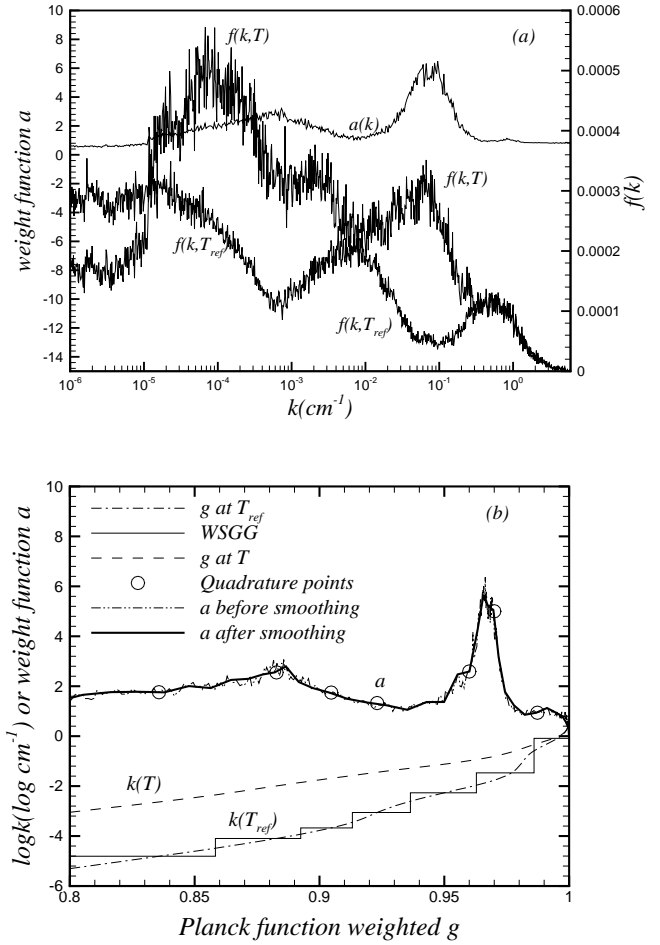 10
8
6
4
2
0
-2
-4
-6
-8
-10
-12
-14
weight function a
0.0006
0.0005
0.0004
0.0003
0.0002
0.0001
0
f(k)
f(k,T)
(a)
a(k)
f(k,T)
f(k,T_ref)
f(k,T_ref)
10^-6
10^-5
10^-4
10^-3
10^-2
10^-1
10^0
k(cm^-1)
10
8
6
4
2
0
-2
-4
-6
logk(log cm^-1) or weight function a
g at T_ref
WSGG
g at T
Quadrature points
a before smoothing
a after smoothing
(b)
a
k(T)
k(T_ref)
0.8
0.85
0.9
0.95
1
Planck function weighted g